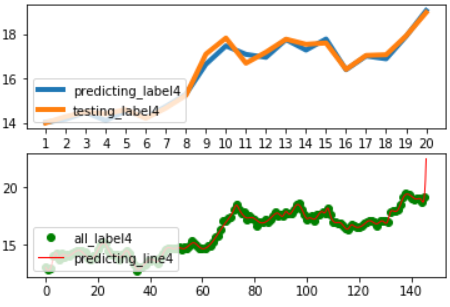 18
16
14
predicting_label4
testing_label4
1 2 3 4 5 6 7 8 9 10 11 12 13 14 15 16 17 18 19 20
20
15
all_label4
predicting_line4
0 20 40 60 80 100 120 140